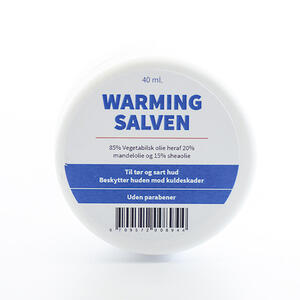 40 ml.
WARMING
SALVEN
85% Vegetabilsk olie heraf 20%
mandelolie og 15% sheaolie
Til tør og sart hud
Beskytter huden mod kuldeskader
Uden parabener